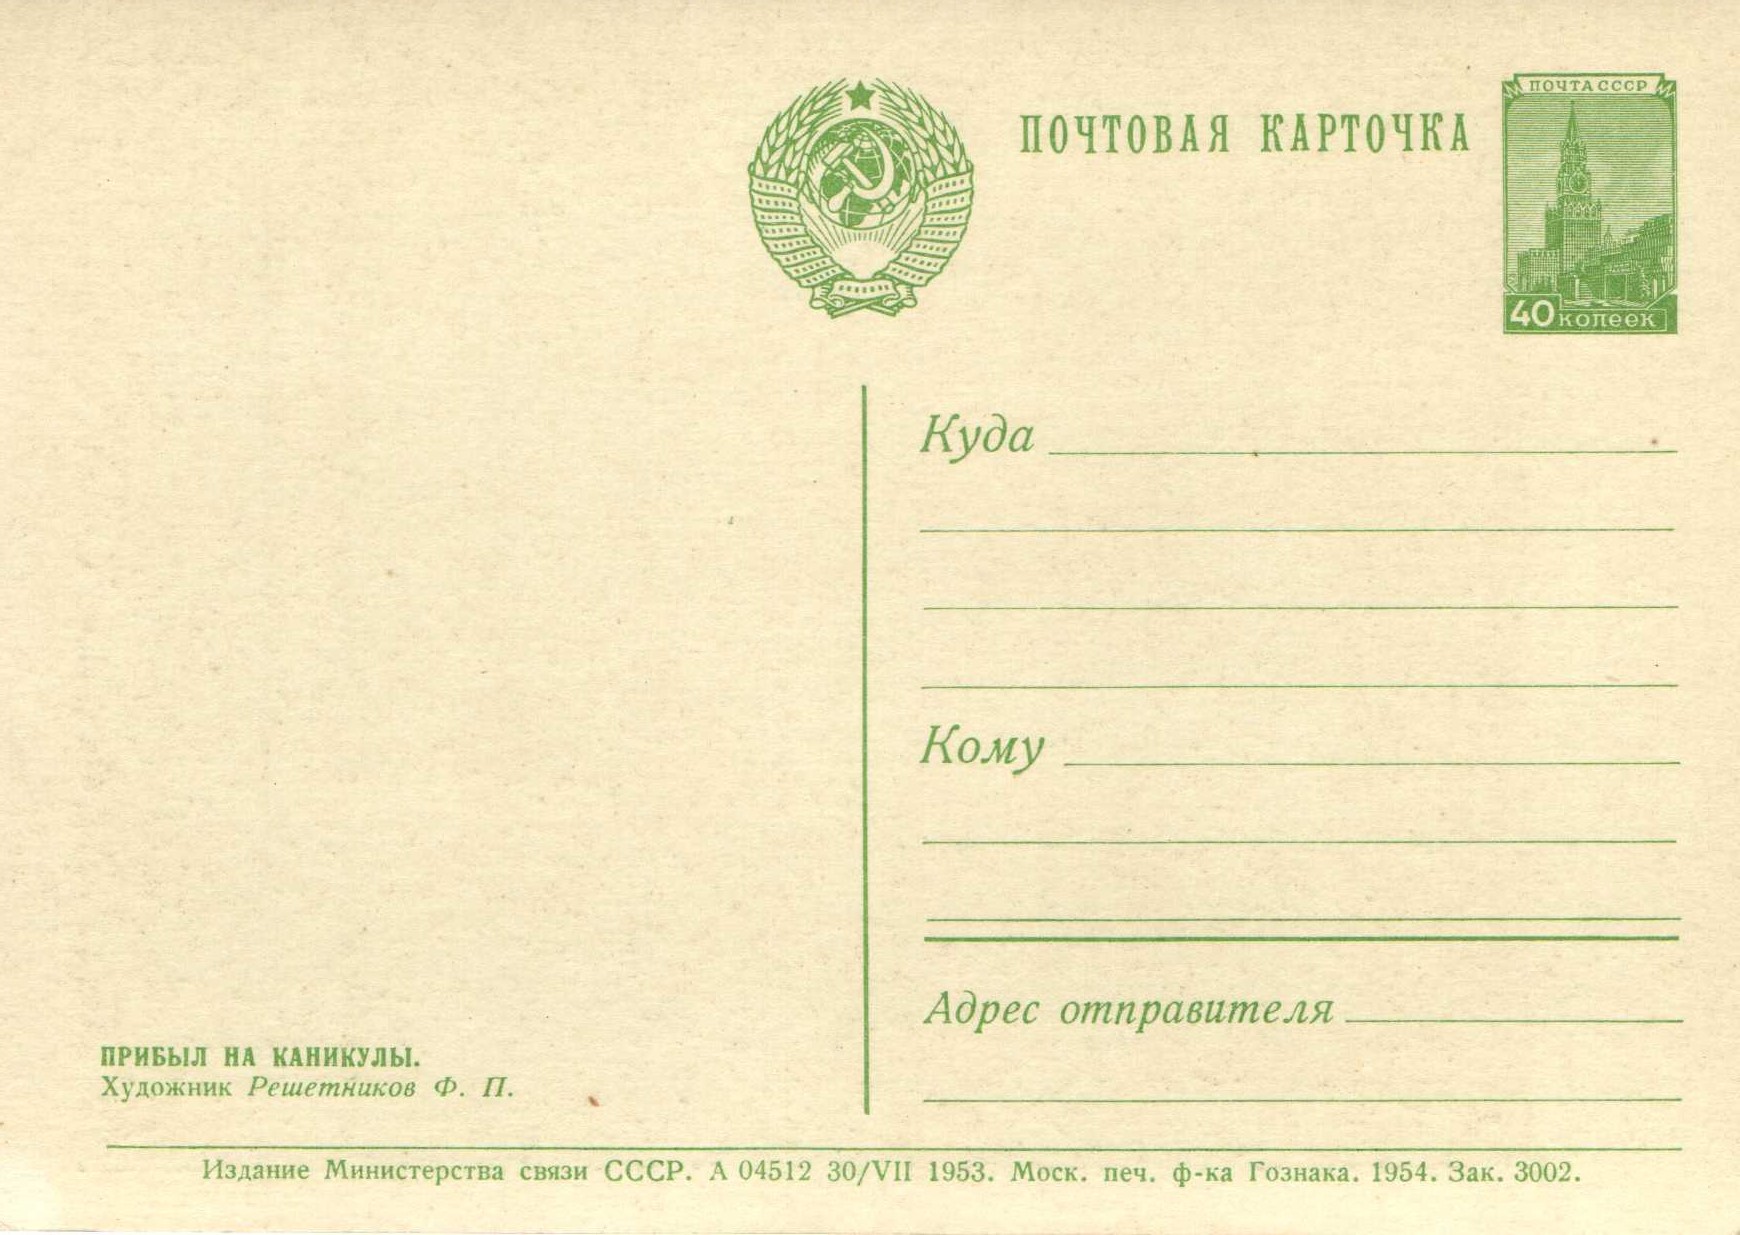 ПОЧТОВАЯ КАРТОЧКА
ПОЧТА СССР
40 копеек
Куда
Кому
Адрес отправителя
ПРИБЫЛ НА КАНИКУЛЫ.
Художник Решетников Ф. П.
Издание Министерства связи СССР. А 04512 30/VII 1953. Моск. печ. ф-ка Гознака. 1954. Зак. 3002.